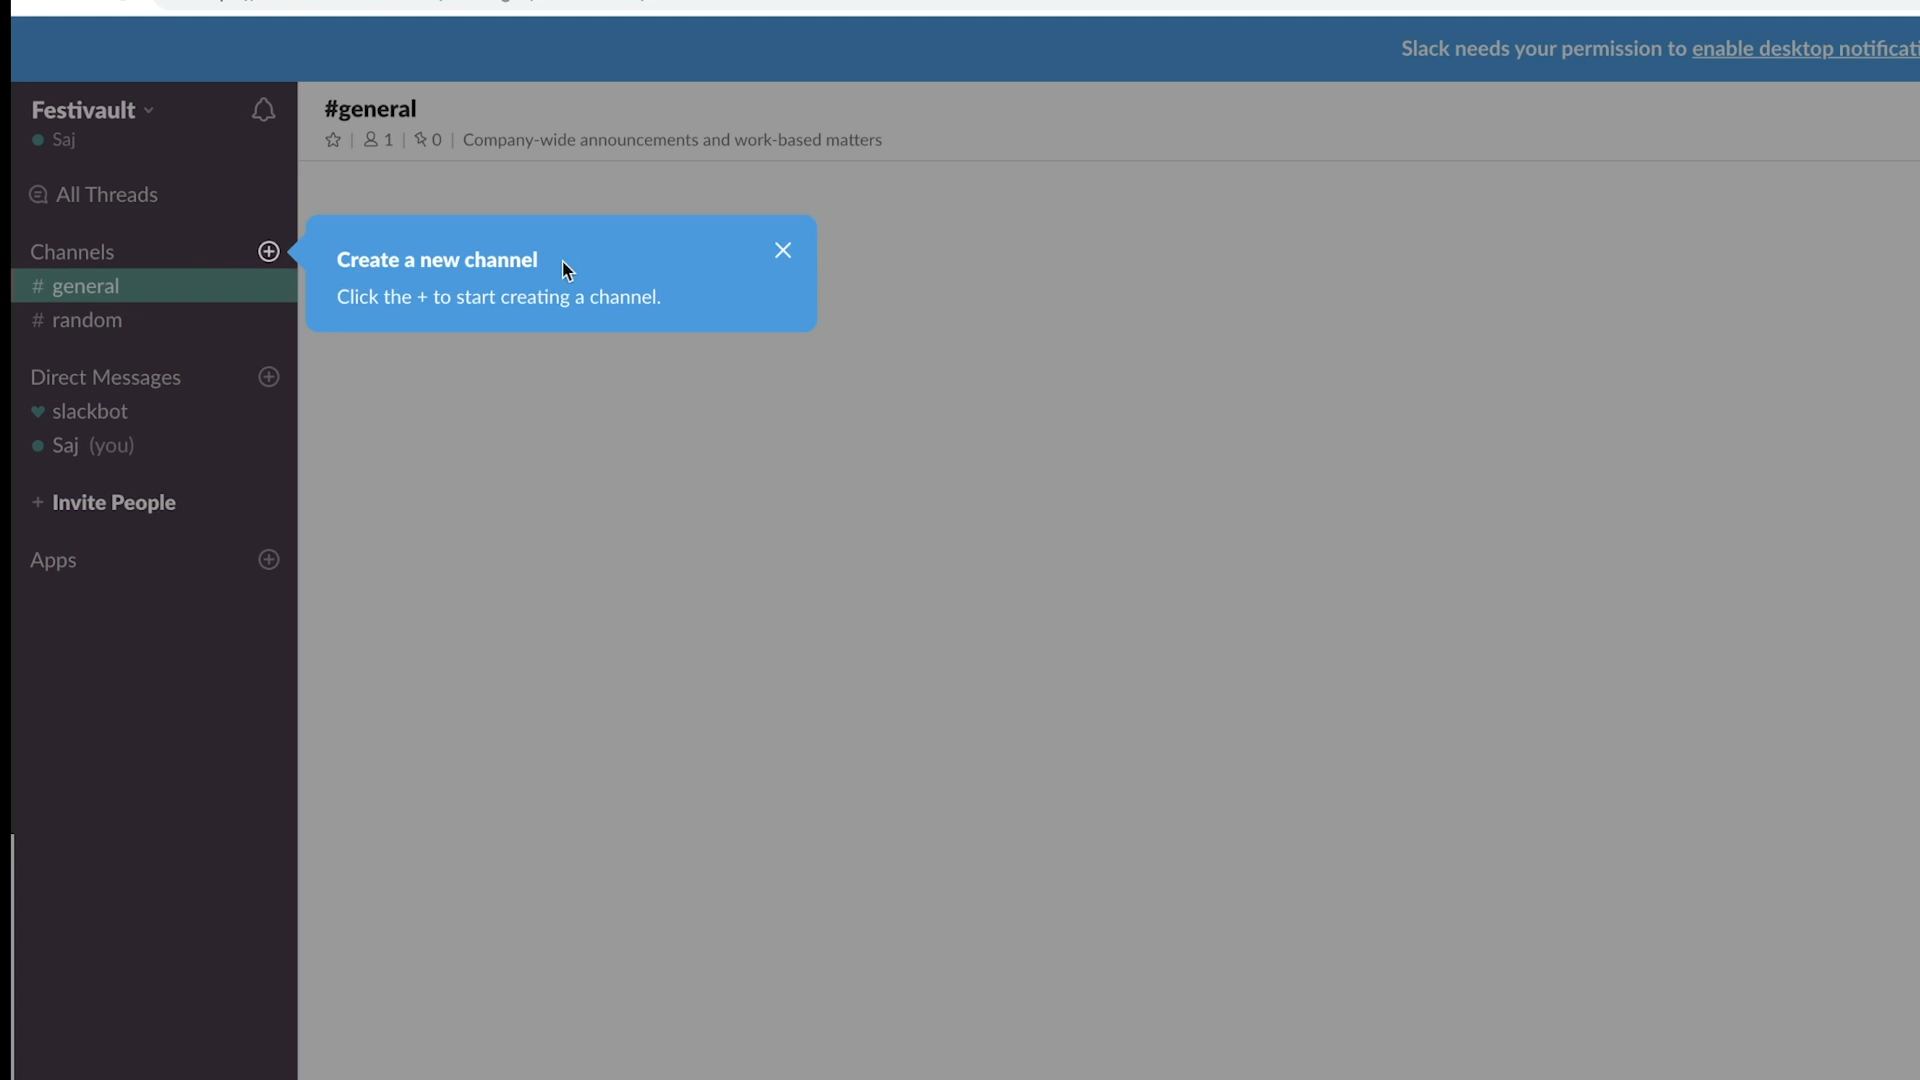 Slack needs your permission to enable desktop
Festivault
Saj
#general
1 | 0 | Company-wide announcements and work-based matters
All Threads
Channels
Create a new channel
Click the + to start creating a channel.
# general
# random
Direct Messages
slackbot
Saj (you)
+ Invite People
Apps